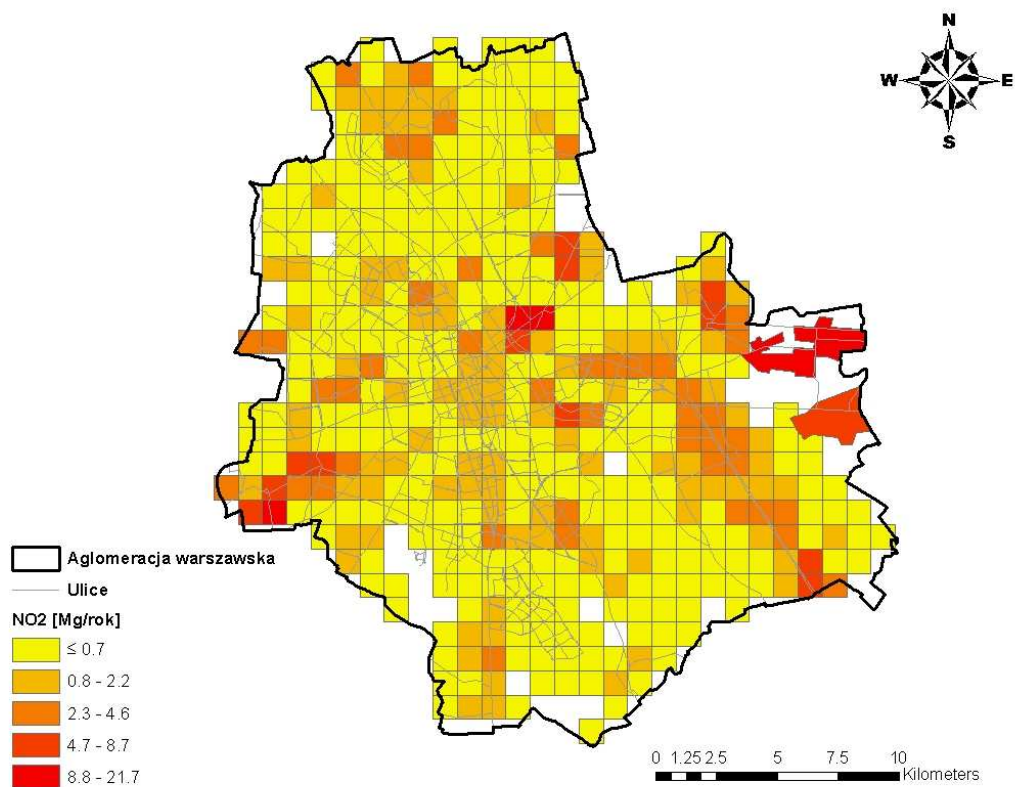 N
W E
S
Aglomeracja warszawska
Ulice
NO2 [Mg/rok]
≤ 0.7
0.8 - 2.2
2.3 - 4.6
4.7 - 8.7
8.8 - 21.7
0 1.25 2.5 5 7.5 10
Kilometers